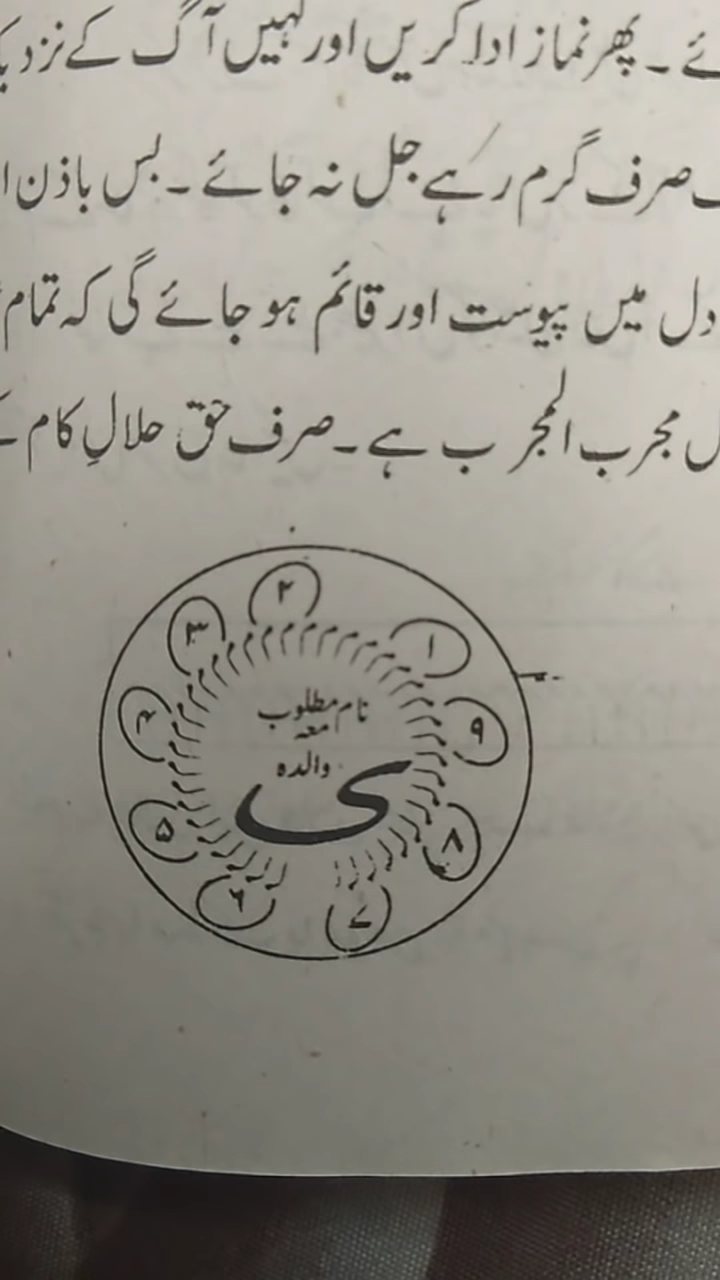 ئے ۔ پھر نماز ادا کریں اور کہیں آگ کے نزدیک
صرف گرم رہے جل نہ جائے ۔ بس باذن
دل میں پیوست اور قائم ہو جائے گی کہ تمام
مجرب المجرب ہے ۔ صرف حق حلال کام کے
۲
۳
۱
۴
۹
نام مطلوب
معہ
والدہ
ی
۵
۸
۶
۷